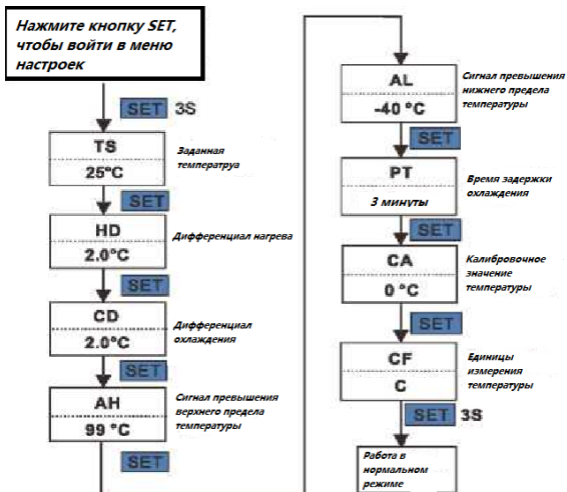 Нажмите кнопку SET,
чтобы войти в меню
настроек
SET 3S
TS
25°C
Заданная
температруа
SET
HD
2.0°C
Дифференциал нагрева
SET
CD
2.0°C
Дифференциал
охлаждения
SET
AH
99 °C
Сигнал превышения
верхнего предела
температуры
SET
AL
-40 °C
Сигнал превышения
нижнего предела
температуры
SET
PT
3 минуты
Время задержки
охлаждения
SET
CA
0 °C
Калибровочное
значение
температуры
SET
CF
C
Единицы
измерения
температуры
SET 3S
Работа в
нормальном
режиме